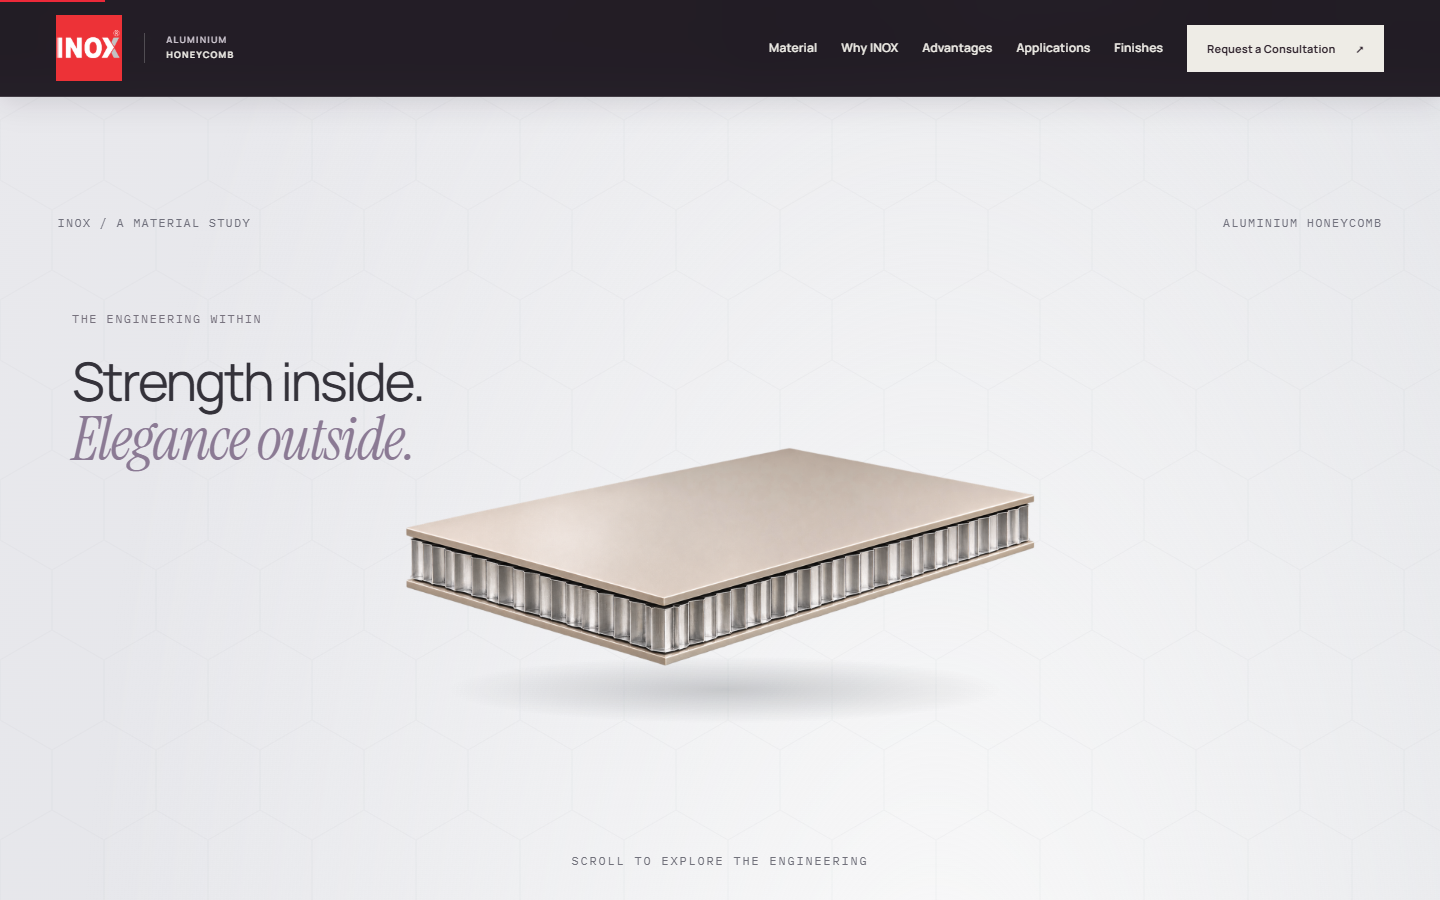 INOX®
ALUMINIUM
HONEYCOMB
Material
Why INOX
Advantages
Applications
Finishes
Request a Consultation ↗
INOX / A MATERIAL STUDY
ALUMINIUM HONEYCOMB
THE ENGINEERING WITHIN
Strength inside.
Elegance outside.
SCROLL TO EXPLORE THE ENGINEERING